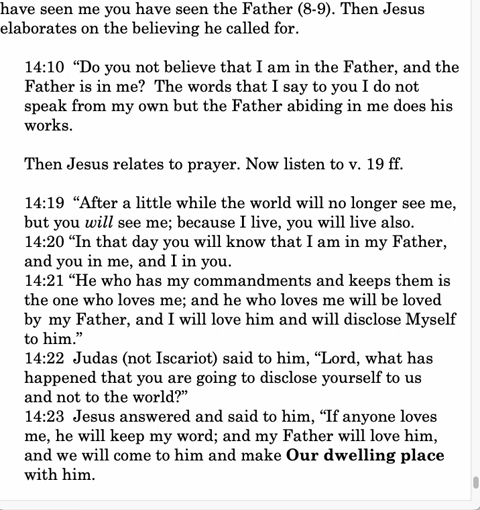 have seen me you have seen the Father (8-9). Then Jesus
elaborates on the believing he called for.
14:10 “Do you not believe that I am in the Father, and the
Father is in me? The words that I say to you I do not
speak from my own but the Father abiding in me does his
works.
Then Jesus relates to prayer. Now listen to v. 19 ff.
14:19 “After a little while the world will no longer see me,
but you will see me; because I live, you will live also.
14:20 “In that day you will know that I am in my Father,
and you in me, and I in you.
14:21 “He who has my commandments and keeps them is
the one who loves me; and he who loves me will be loved
by my Father, and I will love him and will disclose Myself
to him.”
14:22 Judas (not Iscariot) said to him, “Lord, what has
happened that you are going to disclose yourself to us
and not to the world?”
14:23 Jesus answered and said to him, “If anyone loves
me, he will keep my word; and my Father will love him,
and we will come to him and make Our dwelling place
with him.